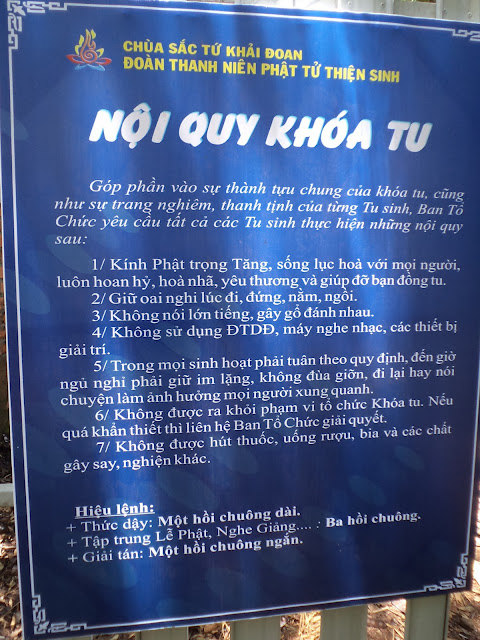 CHÙA SẮC TỨ KHẢI ĐOAN
ĐOÀN THANH NIÊN PHẬT TỬ THIỆN SINH
NỘI QUY KHÓA TU
Góp phần vào sự thành tựu chung của khóa tu, cũng
như sự trang nghiêm, thanh tịnh của từng Tu sinh, Ban Tổ
Chức yêu cầu tất cả các Tu sinh thực hiện những nội quy
sau:
1/ Kính Phật trọng Tăng, sống lục hoà với mọi người,
luôn hoan hỷ, hoà nhã, yêu thương và giúp đỡ bạn đồng tu.
2/ Giữ oai nghi lúc đi, đứng, nằm, ngồi.
3/ Không nói lớn tiếng, gây gổ đánh nhau.
4/ Không sử dụng ĐTDĐ, máy nghe nhạc, các thiết bị
giải trí.
5/ Trong mọi sinh hoạt phải tuân theo quy định, đến giờ
ngủ nghỉ phải giữ im lặng, không đùa giỡn, đi lại hay nói
chuyện làm ảnh hưởng mọi người xung quanh.
6/ Không được ra khỏi phạm vi tổ chức Khóa tu. Nếu
quá khẩn thiết thì liên hệ Ban Tổ Chức giải quyết.
7/ Không được hút thuốc, uống rượu, bia và các chất
gây say, nghiện khác.
Hiệu lệnh:
+ Thức dậy: Một hồi chuông dài.
+ Tập trung Lễ Phật, Nghe Giảng.... : Ba hồi chuông.
+ Giải tán: Một hồi chuông ngắn.